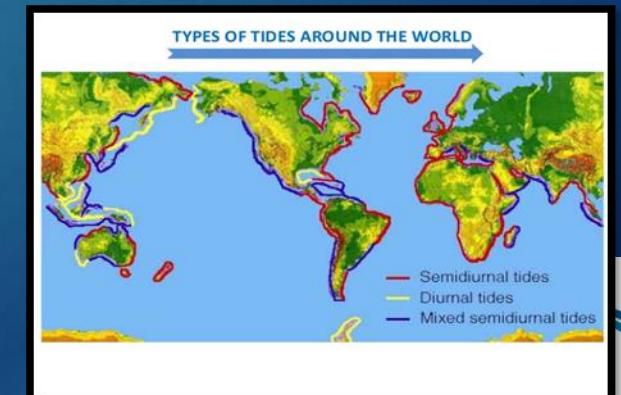 TYPES OF TIDES AROUND THE WORLD
Semidiurnal tides
Diurnal tides
Mixed semidiurnal tides